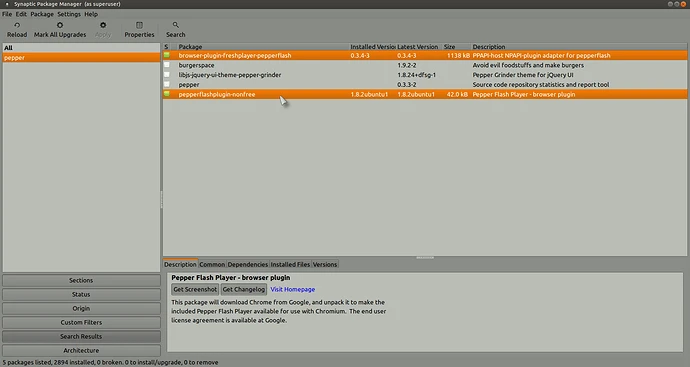 Synaptic Package Manager (as superuser)
File Edit Package Settings Help
Reload Mark All Upgrades Apply Properties Search
All
pepper
S Package Installed Version Latest Version Size Description
browser-plugin-freshplayer-pepperflash 0.3.4-3 0.3.4-3 1138 kB PPAPI-host NPAPI-plugin adapter for pepperflash
burgerspace 1.9.2-2 Avoid evil foodstuffs and make burgers
libjs-jquery-ui-theme-pepper-grinder 1.8.24+dfsg-1 Pepper Grinder theme for jQuery UI
pepper 0.3.3-2 Source code repository statistics and report tool
pepperflashplugin-nonfree 1.8.2ubuntu1 1.8.2ubuntu1 42.0 kB Pepper Flash Player - browser plugin
Description Common Dependencies Installed Files Versions
Pepper Flash Player - browser plugin
Get Screenshot Get Changelog Visit Homepage
This package will download Chrome from Google, and unpack it to make the
included Pepper Flash Player available for use with Chromium. The end user
license agreement is available at Google.
Sections
Status
Origin
Custom Filters
Search Results
Architecture
5 packages listed, 2894 installed, 0 broken. 0 to install/upgrade, 0 to remove